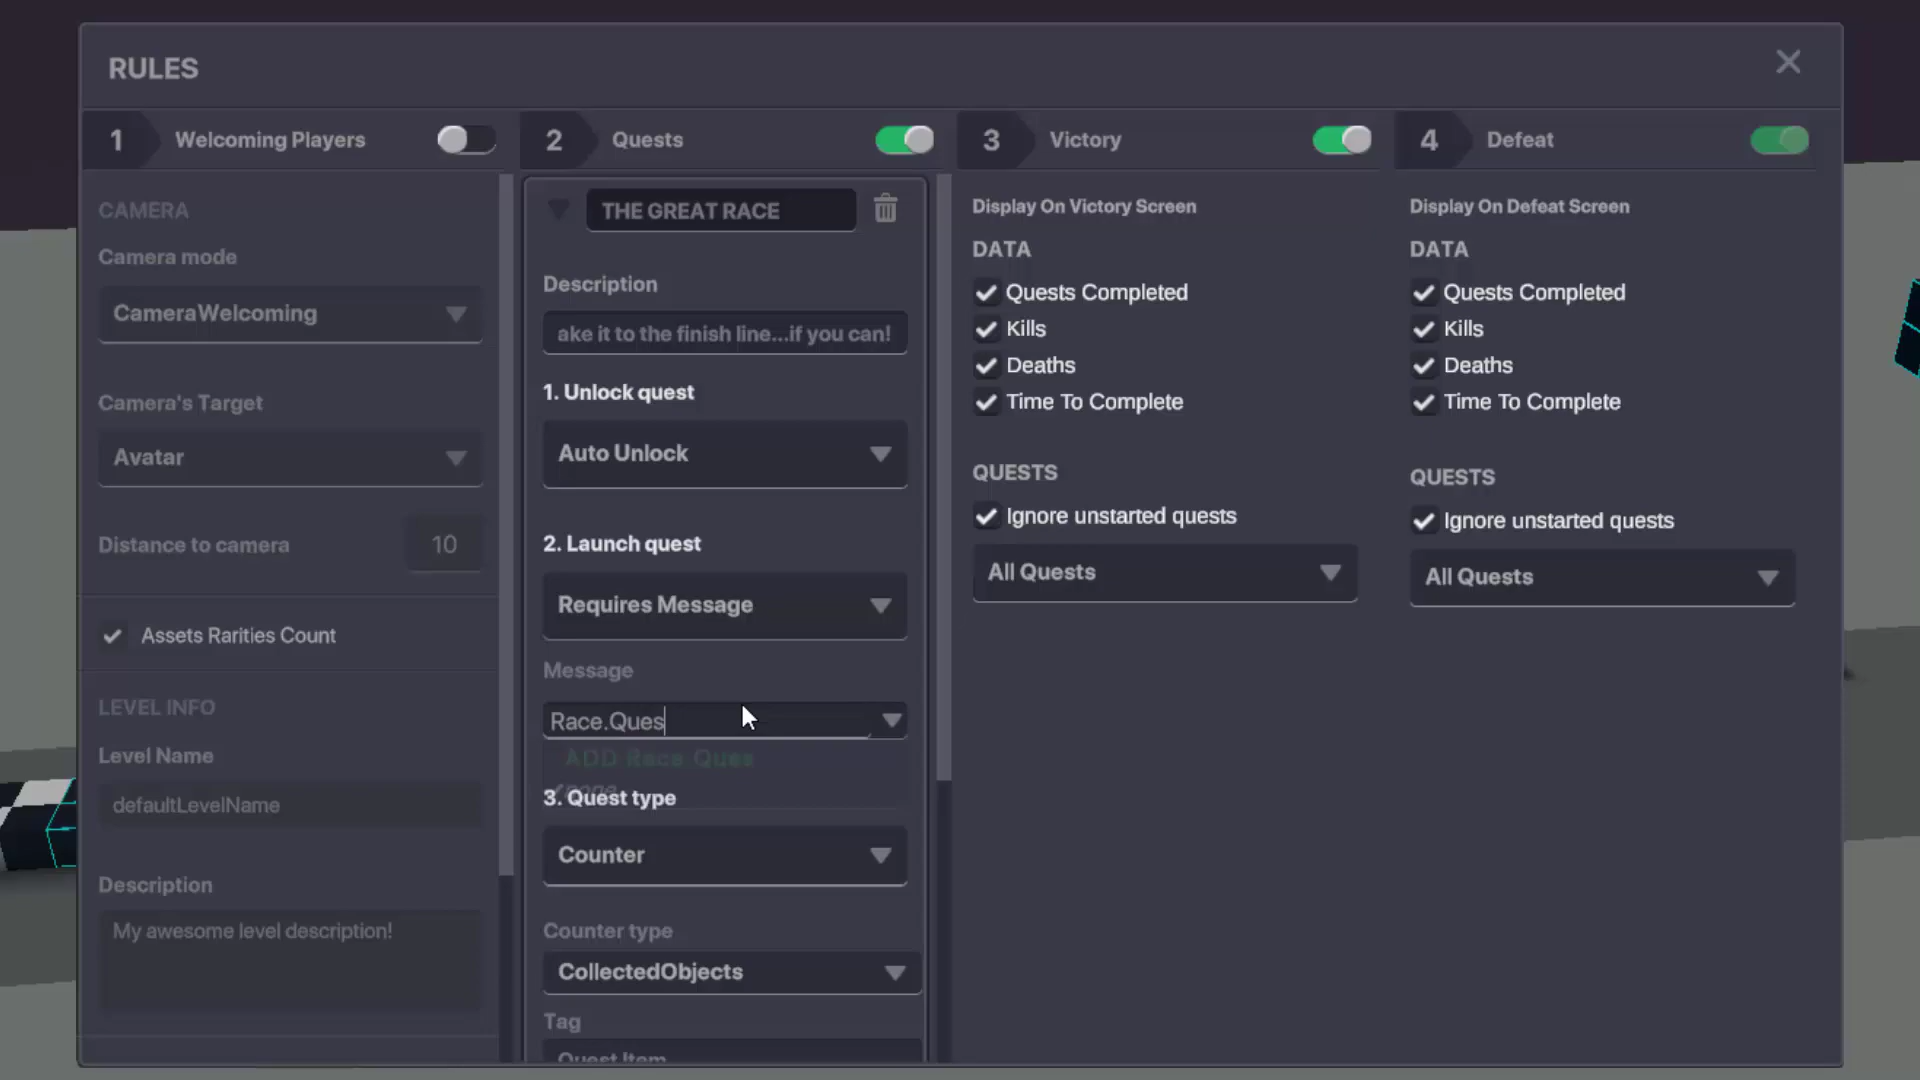 RULES
1 Welcoming Players
CAMERA
Camera mode
CameraWelcoming
Camera's Target
Avatar
Distance to camera 10
Assets Rarities Count
LEVEL INFO
Level Name
defaultLevelName
Description
My awesome level description!
2 Quests
THE GREAT RACE
Description
ake it to the finish line...if you can!
1. Unlock quest
Auto Unlock
2. Launch quest
Requires Message
Message
Race.Ques
ADD Race.Ques
3. Quest type
Counter
Counter type
CollectedObjects
Tag
Quest Item
3 Victory
Display On Victory Screen
DATA
Quests Completed
Kills
Deaths
Time To Complete
QUESTS
Ignore unstarted quests
All Quests
4 Defeat
Display On Defeat Screen
DATA
Quests Completed
Kills
Deaths
Time To Complete
QUESTS
Ignore unstarted quests
All Quests